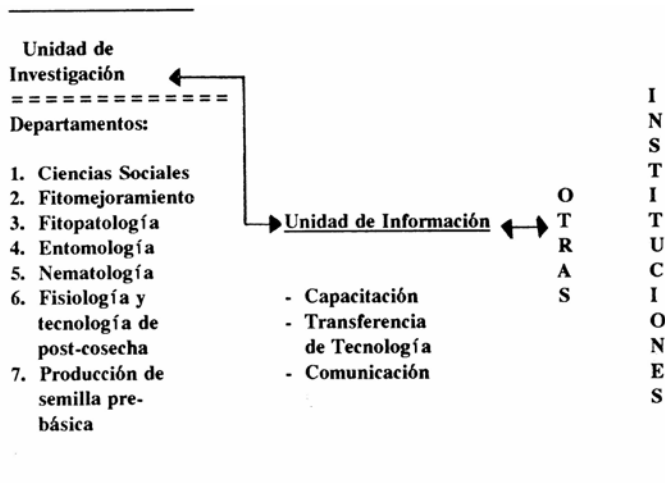 Unidad de
Investigación
= = = = = = = = = = = = =
Departamentos:
1. Ciencias Sociales
2. Fitomejoramiento
3. Fitopatología
4. Entomología
5. Nematología
6. Fisiología y
tecnología de
post-cosecha
7. Producción de
semilla pre-
básica
Unidad de Información
- Capacitación
- Transferencia
de Tecnología
- Comunicación
OTRAS
INSTITUCIONES